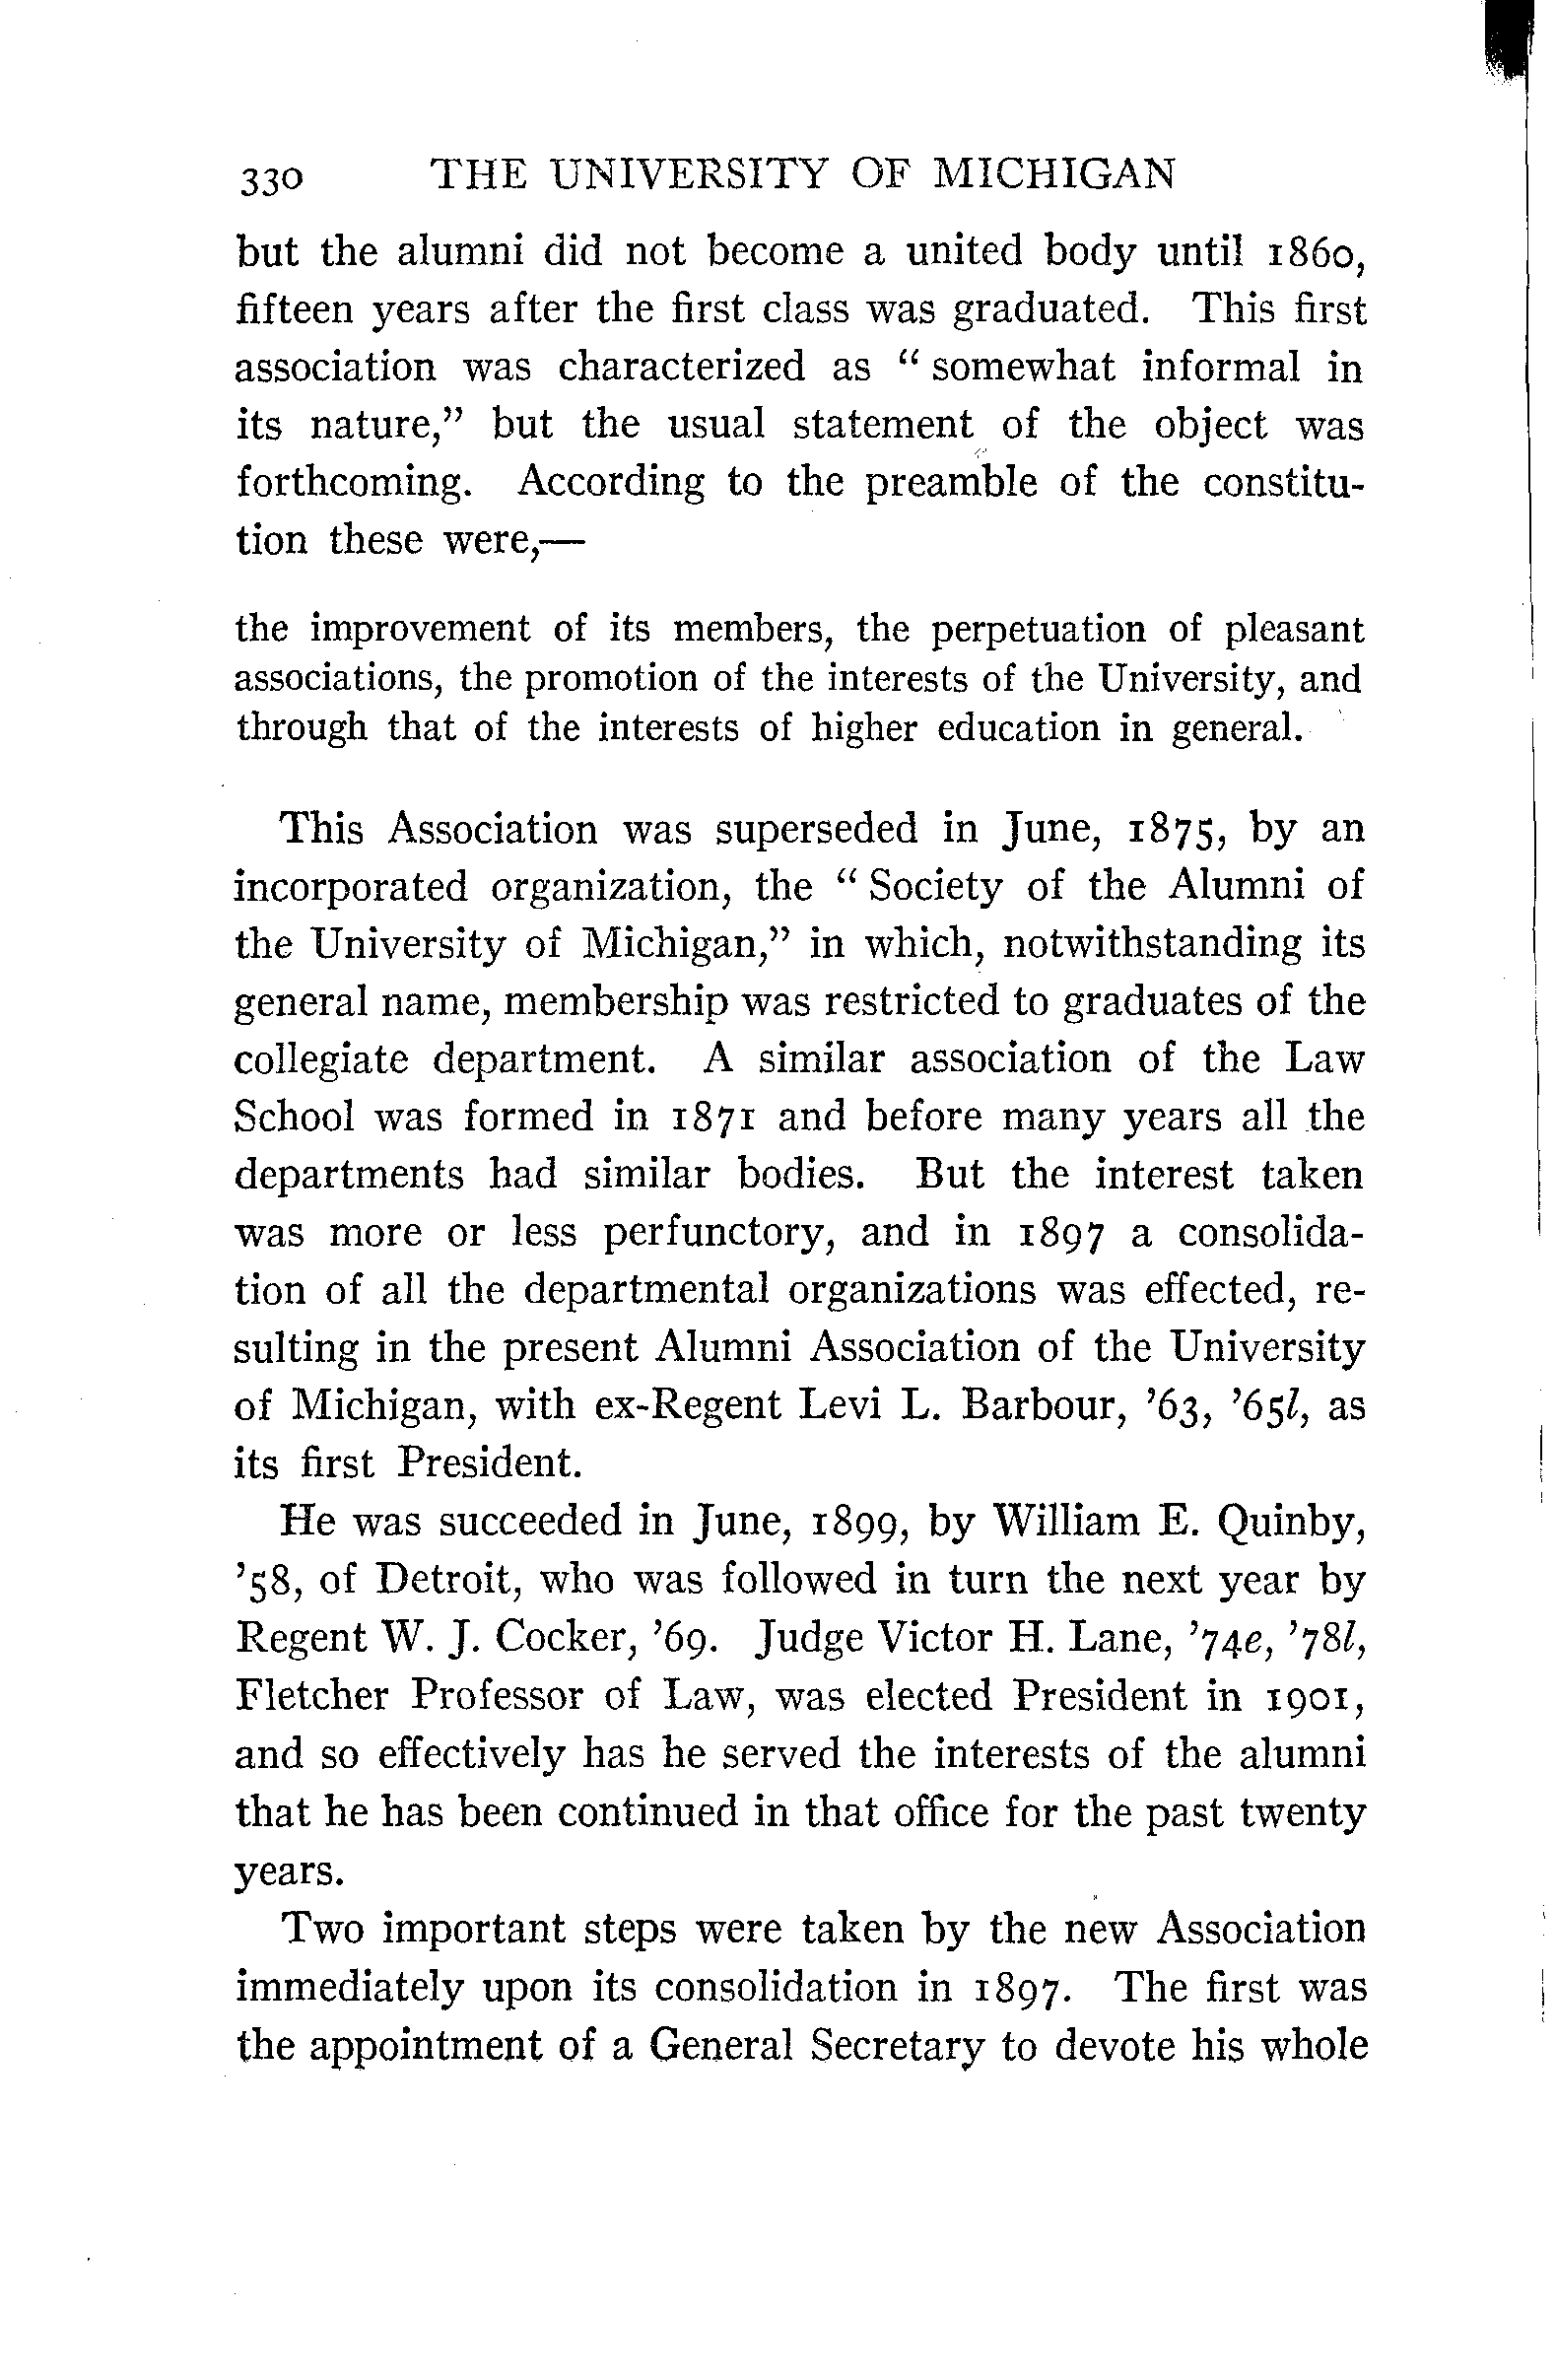 330 THE UNIVERSITY OF MICHIGAN
but the alumni did not become a united body until 1860,
fifteen years after the first class was graduated. This first
association was characterized as " somewhat informal in
its nature," but the usual statement of the object was
forthcoming. According to the preamble of the constitu-
tion these were,—
the improvement of its members, the perpetuation of pleasant
associations, the promotion of the interests of the University, and
through that of the interests of higher education in general.
This Association was superseded in June, 1875, by an
incorporated organization, the " Society of the Alumni of
the University of Michigan," in which, notwithstanding its
general name, membership was restricted to graduates of the
collegiate department. A similar association of the Law
School was formed in 1871 and before many years all the
departments had similar bodies. But the interest taken
was more or less perfunctory, and in 1897 a consolida-
tion of all the departmental organizations was effected, re-
sulting in the present Alumni Association of the University
of Michigan, with ex-Regent Levi L. Barbour, '63, '65l, as
its first President.
He was succeeded in June, 1899, by William E. Quinby,
'58, of Detroit, who was followed in turn the next year by
Regent W. J. Cocker, '69. Judge Victor H. Lane, '74e, '78l,
Fletcher Professor of Law, was elected President in 1901,
and so effectively has he served the interests of the alumni
that he has been continued in that office for the past twenty
years.
Two important steps were taken by the new Association
immediately upon its consolidation in 1897. The first was
the appointment of a General Secretary to devote his whole